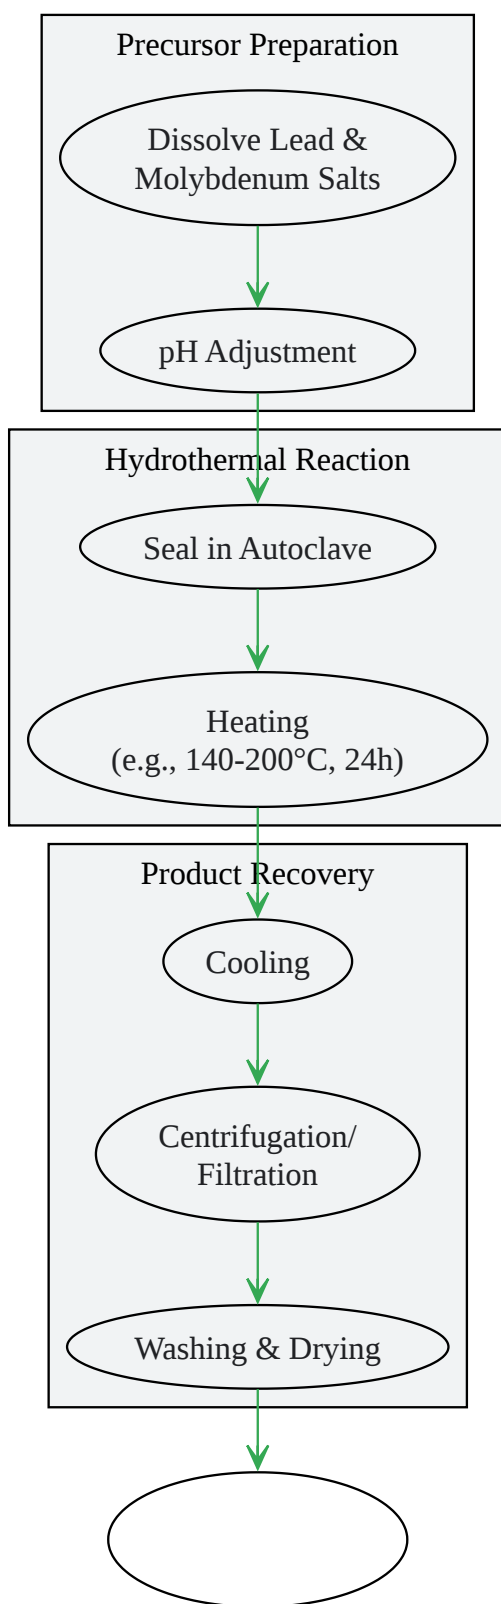 Precursor Preparation
Dissolve Lead &
Molybdenum Salts
pH Adjustment
Hydrothermal Reaction
Seal in Autoclave
Heating
(e.g., 140-200°C, 24h)
Product Recovery
Cooling
Centrifugation/
Filtration
Washing & Drying